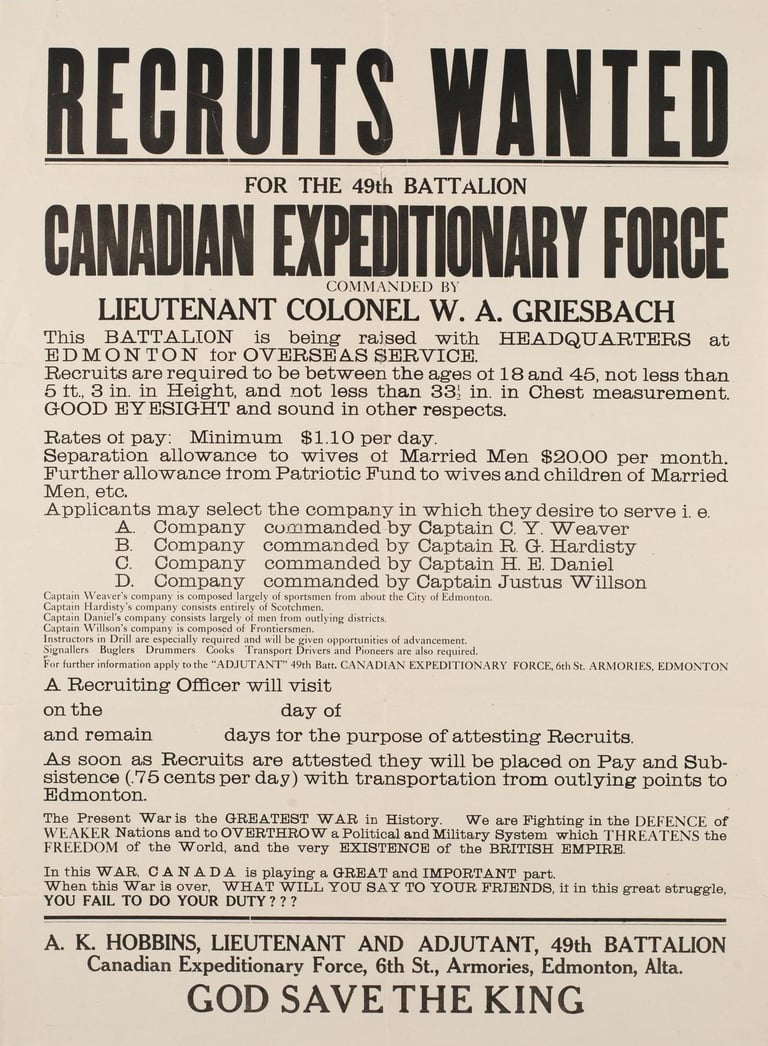 RECRUITS WANTED
FOR THE 49th BATTALION
CANADIAN EXPEDITIONARY FORCE
COMMANDED BY
LIEUTENANT COLONEL W. A. GRIESBACH
This BATTALION is being raised with HEADQUARTERS at
EDMONTON for OVERSEAS SERVICE.
Recruits are required to be between the ages of 18 and 45, not less than
5 ft., 3 in. in Height, and not less than 33½ in. in Chest measurement.
GOOD EYESIGHT and sound in other respects.
Rates of pay: Minimum $1.10 per day.
Separation allowance to wives of Married Men $20.00 per month.
Further allowance from Patriotic Fund to wives and children of Married
Men, etc.
Applicants may select the company in which they desire to serve i. e.
A. Company commanded by Captain C. Y. Weaver
B. Company commanded by Captain R. G. Hardisty
C. Company commanded by Captain H. E. Daniel
D. Company commanded by Captain Justus Willson
Captain Weaver's company is composed largely of sportsmen from about the City of Edmonton.
Captain Hardisty's company consists entirely of Scotchmen.
Captain Daniel's company consists largely of men from outlying districts.
Captain Willson's company is composed of Frontiersmen.
Instructors in Drill are especially required and will be given opportunities of advancement.
Signallers Buglers Drummers Cooks Transport Drivers and Pioneers are also required.
For further information apply to the "ADJUTANT" 49th Batt. CANADIAN EXPEDITIONARY FORCE, 6th St. ARMORIES, EDMONTON
A Recruiting Officer will visit
on the day of
and remain days for the purpose of attesting Recruits.
As soon as Recruits are attested they will be placed on Pay and Sub-
sistence (.75 cents per day) with transportation from outlying points to
Edmonton.
The Present War is the GREATEST WAR in History. We are Fighting in the DEFENCE of
WEAKER Nations and to OVERTHROW a Political and Military System which THREATENS the
FREEDOM of the World, and the very EXISTENCE of the BRITISH EMPIRE.
In this WAR, CANADA is playing a GREAT and IMPORTANT part.
When this War is over, WHAT WILL YOU SAY TO YOUR FRIENDS, if in this great struggle,
YOU FAIL TO DO YOUR DUTY???
A. K. HOBBINS, LIEUTENANT AND ADJUTANT, 49th BATTALION
Canadian Expeditionary Force, 6th St., Armories, Edmonton, Alta.
GOD SAVE THE KING